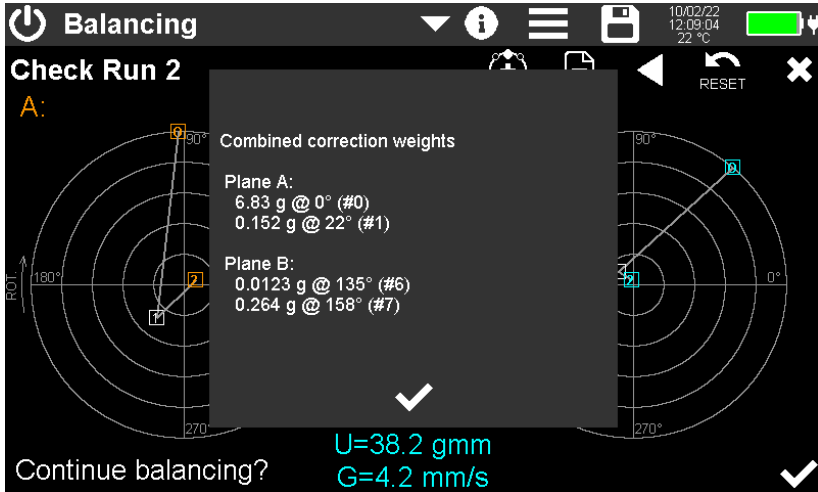 Balancing
i
10/02/22
12:09:04
22 °C
Check Run 2
RESET
A:
0
90°
90°
Combined correction weights
Plane A:
6.83 g @ 0° (#0)
0.152 g @ 22° (#1)
Plane B:
0.0123 g @ 135° (#6)
0.264 g @ 158° (#7)
ROT.
180°
2
0°
1
270°
270°
U=38.2 gmm
G=4.2 mm/s
Continue balancing?